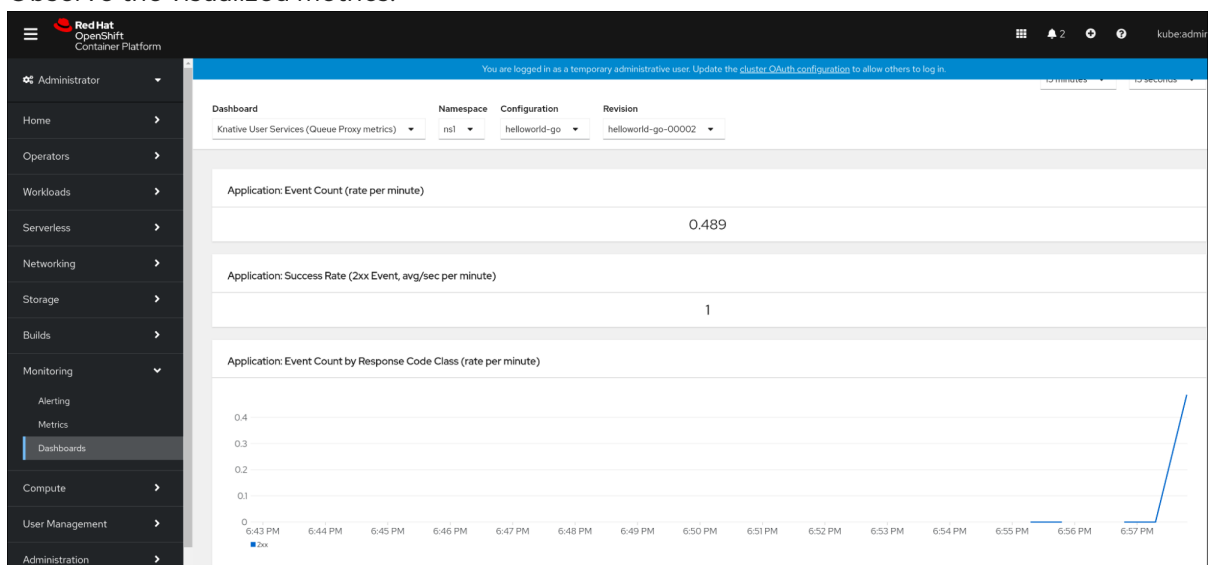 Observe the visualized metrics:
Red Hat
OpenShift
Container Platform
2
kube:admin
You are logged in as a temporary administrative user. Update the cluster OAuth configuration to allow others to log in.
Administrator
Home
Operators
Workloads
Serverless
Networking
Storage
Builds
Monitoring
Alerting
Metrics
Dashboards
Compute
User Management
Administration
15 minutes 15 seconds
Dashboard Namespace Configuration Revision
Knative User Services (Queue Proxy metrics) ns1 helloworld-go helloworld-go-00002
Application: Event Count (rate per minute)
0.489
Application: Success Rate (2xx Event, avg/sec per minute)
1
Application: Event Count by Response Code Class (rate per minute)
0.4
0.3
0.2
0.1
0
6:43 PM 6:44 PM 6:45 PM 6:46 PM 6:47 PM 6:48 PM 6:49 PM 6:50 PM 6:51 PM 6:52 PM 6:53 PM 6:54 PM 6:55 PM 6:56 PM 6:57 PM
2xx